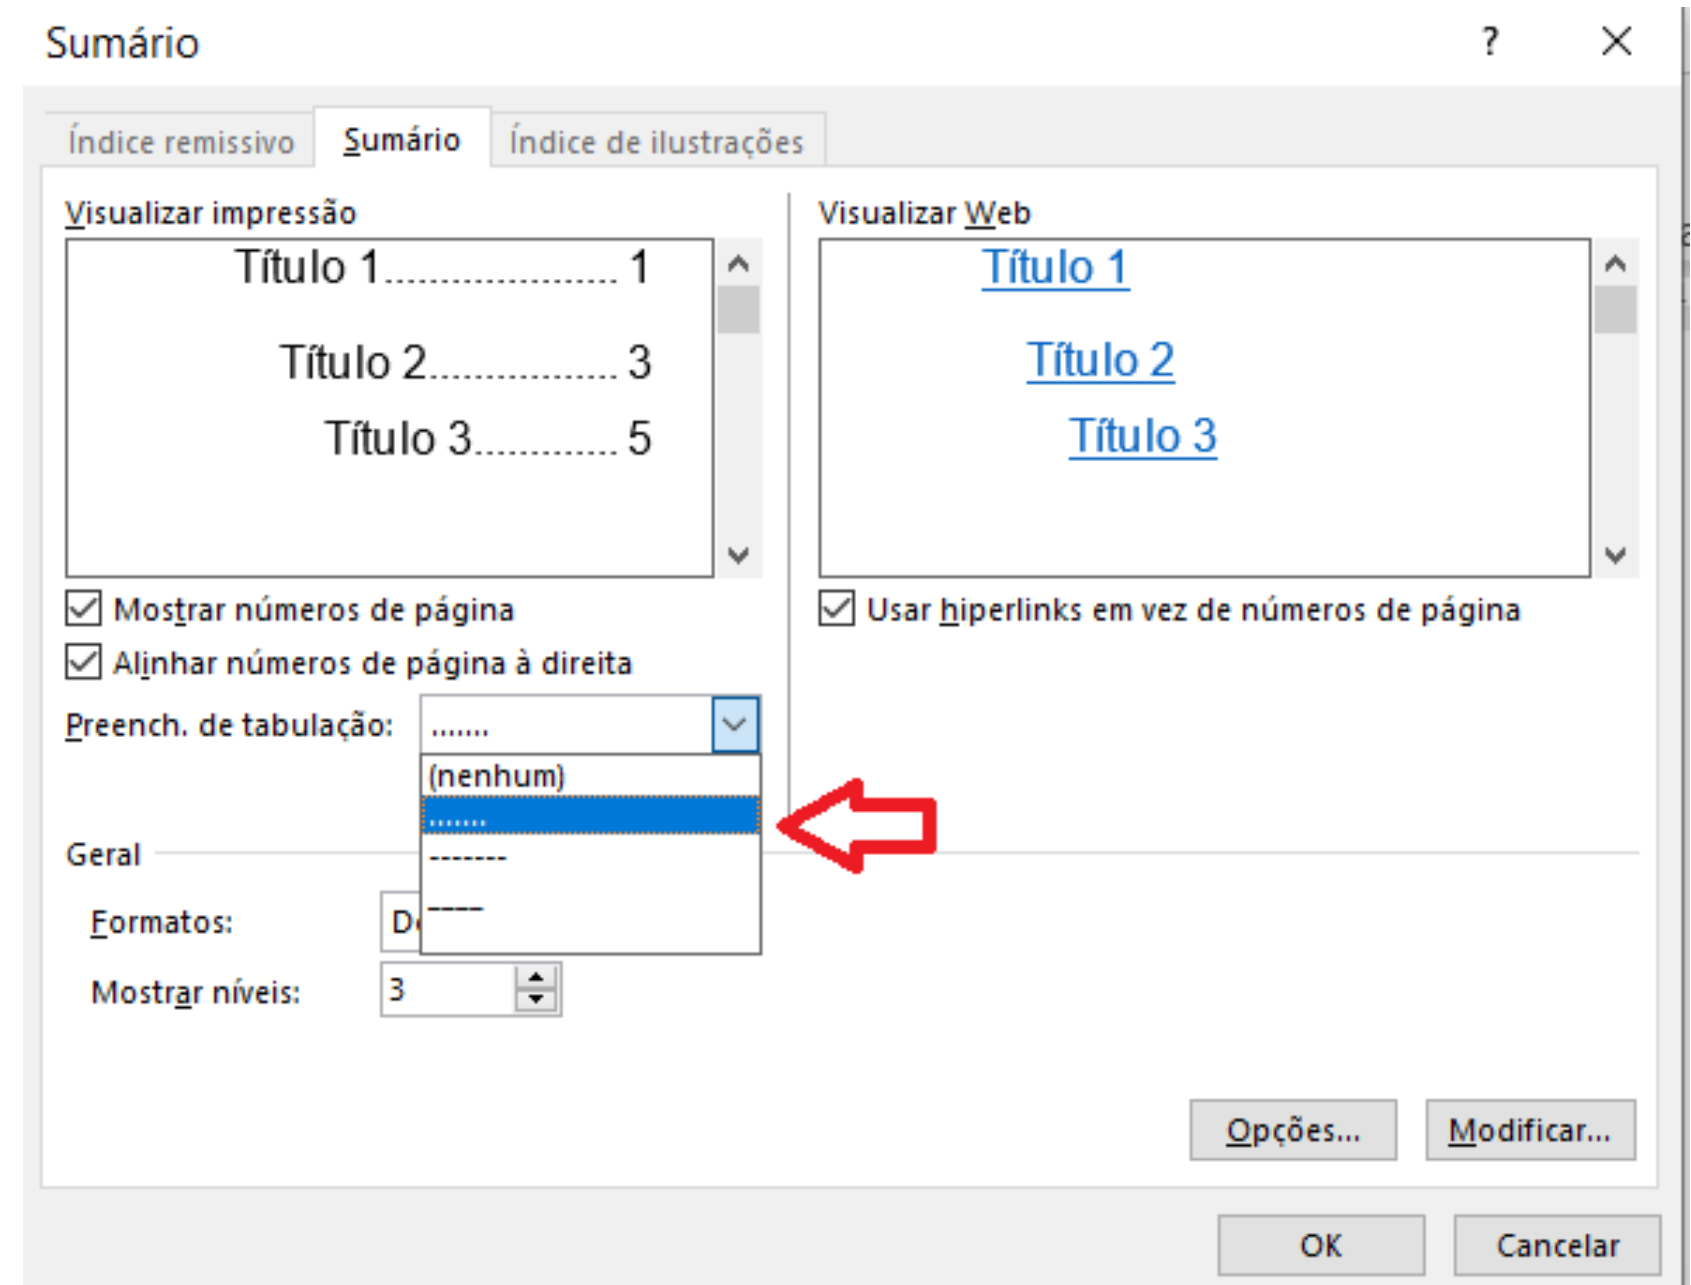 Sumário ?
Índice remissivo Sumário Índice de ilustrações
Visualizar impressão
Título 1..................... 1
Título 2................. 3
Título 3............. 5
Visualizar Web
Título 1
Título 2
Título 3
Mostrar números de página
Alinhar números de página à direita
Usar hiperlinks em vez de números de página
Preench. de tabulação: .......
(nenhum)
.......
-------
____
Geral
Formatos:
Mostrar níveis: 3
Opções... Modificar...
OK Cancelar